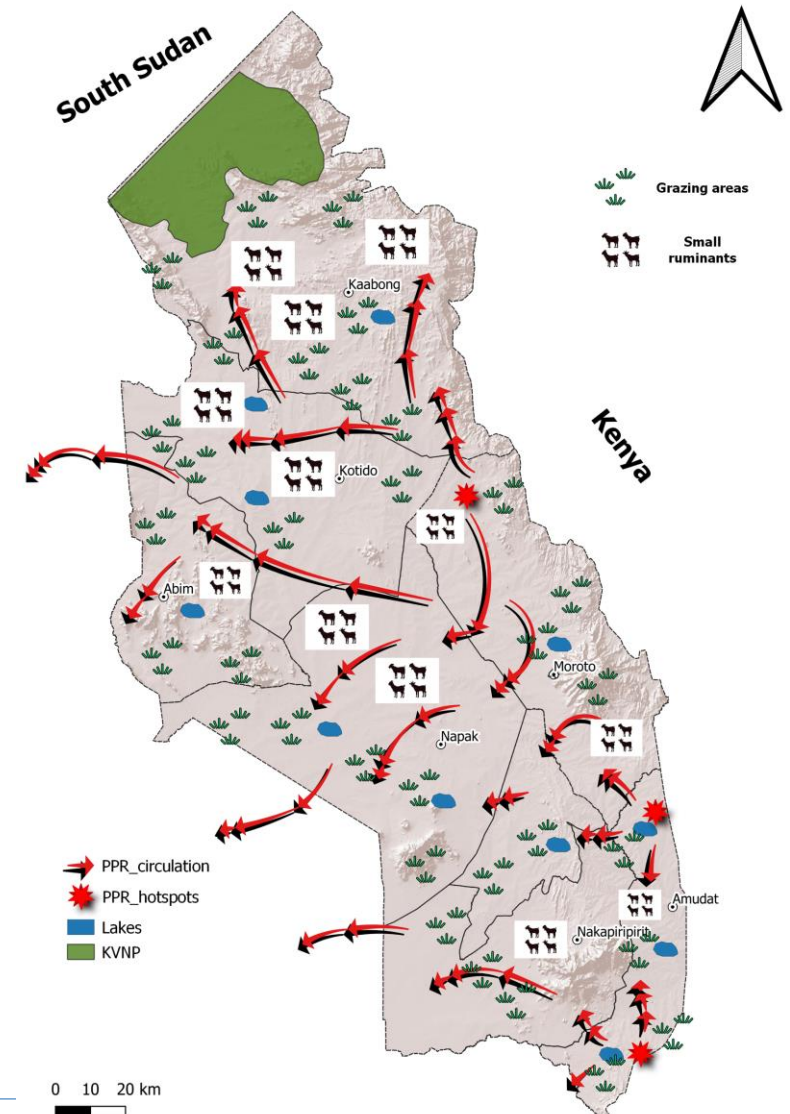 South Sudan
Grazing areas
Small
ruminants
Kaabong
Kenya
Kotido
Abim
Moroto
Napak
PPR_circulation
PPR_hotspots
Amudat
Lakes
Nakapiripirit
KVNP
0 10 20 km